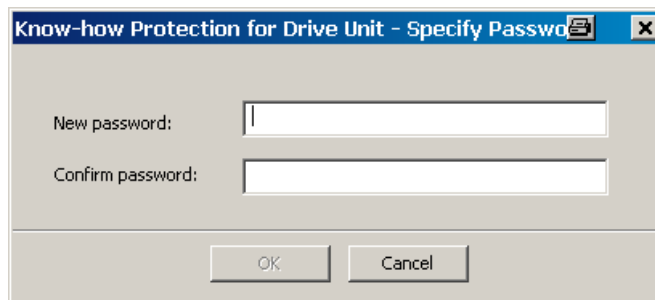 Know-how Protection for Drive Unit - Specify Passwo
New password:
Confirm password:
OK Cancel